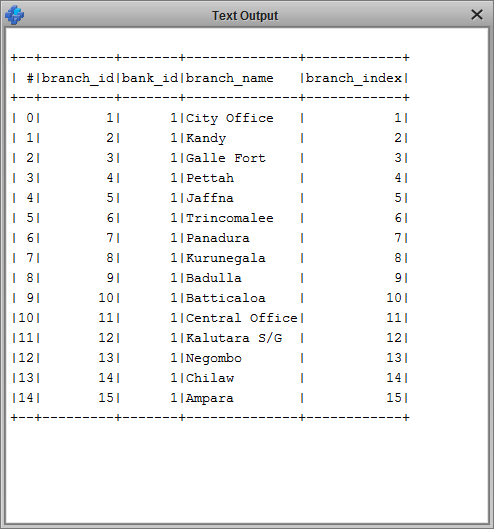 Text Output
+--+---------+-------+--------------+------------+
| #|branch_id|bank_id|branch_name   |branch_index|
+--+---------+-------+--------------+------------+
| 0|        1|      1|City Office   |           1|
| 1|        2|      1|Kandy         |           2|
| 2|        3|      1|Galle Fort    |           3|
| 3|        4|      1|Pettah        |           4|
| 4|        5|      1|Jaffna        |           5|
| 5|        6|      1|Trincomalee   |           6|
| 6|        7|      1|Panadura      |           7|
| 7|        8|      1|Kurunegala    |           8|
| 8|        9|      1|Badulla       |           9|
| 9|       10|      1|Batticaloa    |          10|
|10|       11|      1|Central Office|          11|
|11|       12|      1|Kalutara S/G  |          12|
|12|       13|      1|Negombo       |          13|
|13|       14|      1|Chilaw        |          14|
|14|       15|      1|Ampara        |          15|
+--+---------+-------+--------------+------------+